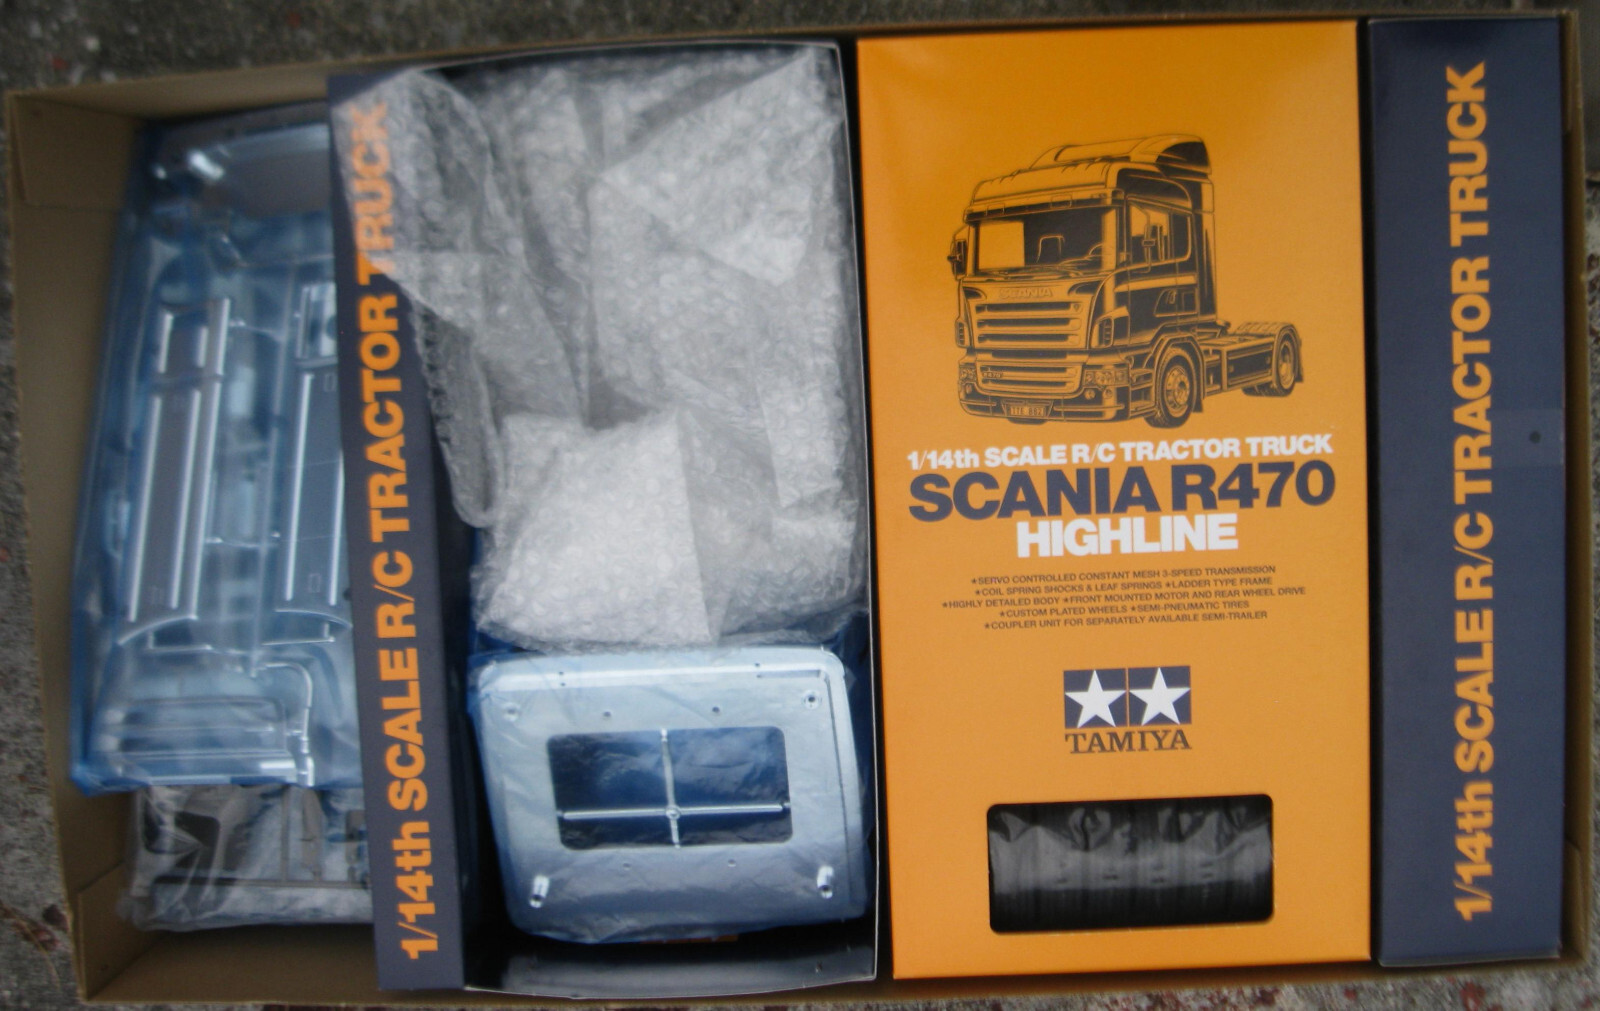 1/14th SCALE R/C TRACTOR TRUCK
SCANIA
1/14th SCALE R/C TRACTOR TRUCK
SCANIA R470
HIGHLINE
★SERVO CONTROLLED CONSTANT MESH 3-SPEED TRANSMISSION
★COIL SPRING SHOCKS & LEAF SPRINGS ★LADDER TYPE FRAME
★HIGHLY DETAILED BODY ★FRONT MOUNTED MOTOR AND REAR WHEEL DRIVE
★CUSTOM PLATED WHEELS ★SEMI-PNEUMATIC TIRES
★COUPLER UNIT FOR SEPARATELY AVAILABLE SEMI-TRAILER
TAMIYA
1/14th SCALE R/C TRACTOR TRUCK